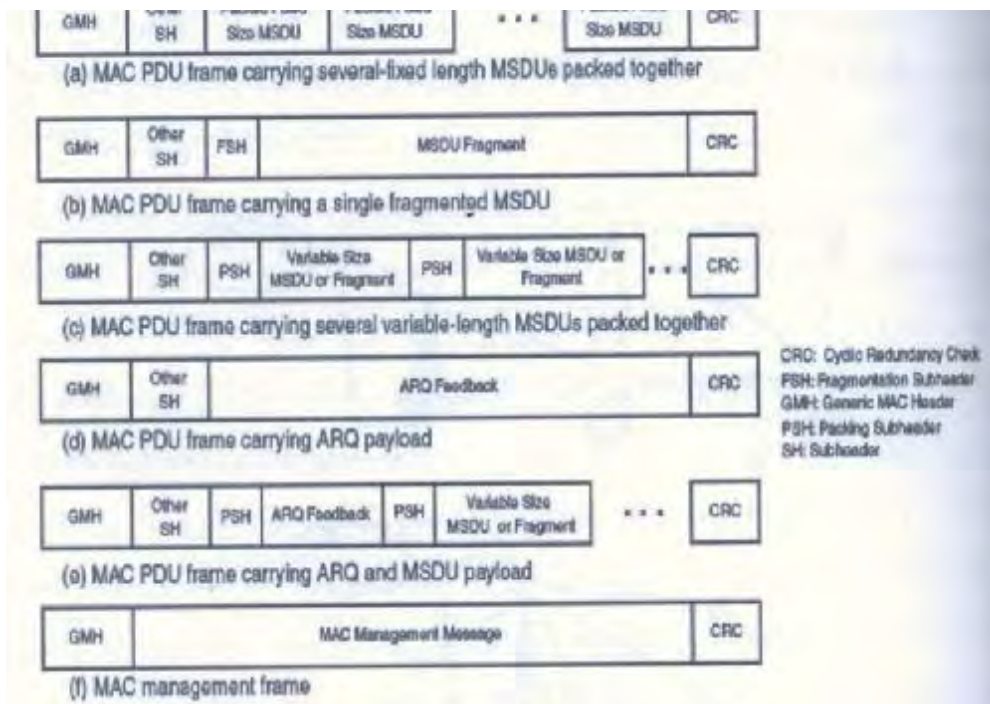 GMH
Other
SH
Size MSDU
Size MSDU
• • •
Size MSDU
CRC
(a) MAC PDU frame carrying several-fixed length MSDUs packed together
GMH
Other
SH
FSH
MSDU Fragment
CRC
(b) MAC PDU frame carrying a single fragmented MSDU
GMH
Other
SH
PSH
Variable Size
MSDU or Fragment
PSH
Variable Size MSDU or
Fragment
• • •
CRC
(c) MAC PDU frame carrying several variable-length MSDUs packed together
GMH
Other
SH
ARQ Feedback
CRC
(d) MAC PDU frame carrying ARQ payload
CRC: Cyclic Redundancy Check
FSH: Fragmentation Subheader
GMH: Generic MAC Header
PSH: Packing Subheader
SH: Subheader
GMH
Other
SH
PSH
ARQ Feedback
PSH
Variable Size
MSDU or Fragment
• • •
CRC
(e) MAC PDU frame carrying ARQ and MSDU payload
GMH
MAC Management Message
CRC
(f) MAC management frame